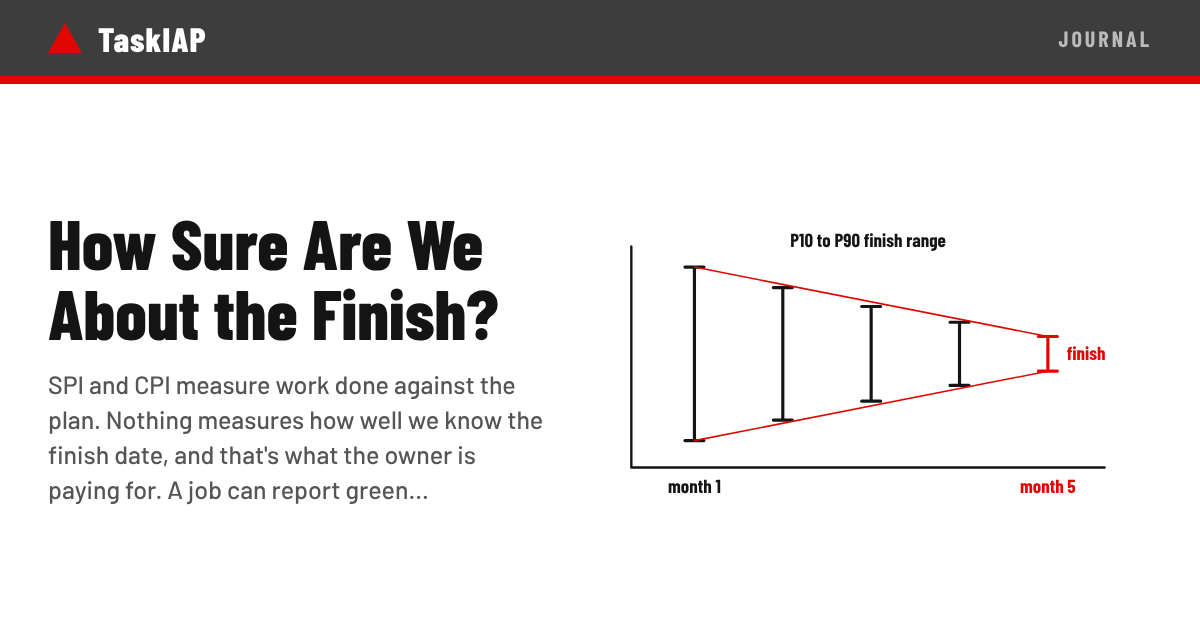 TaskIAP
JOURNAL
How Sure Are We
About the Finish?
SPI and CPI measure work done against the
plan. Nothing measures how well we know the
finish date, and that's what the owner is
paying for. A job can report green...
P10 to P90 finish range
finish
month 1
month 5